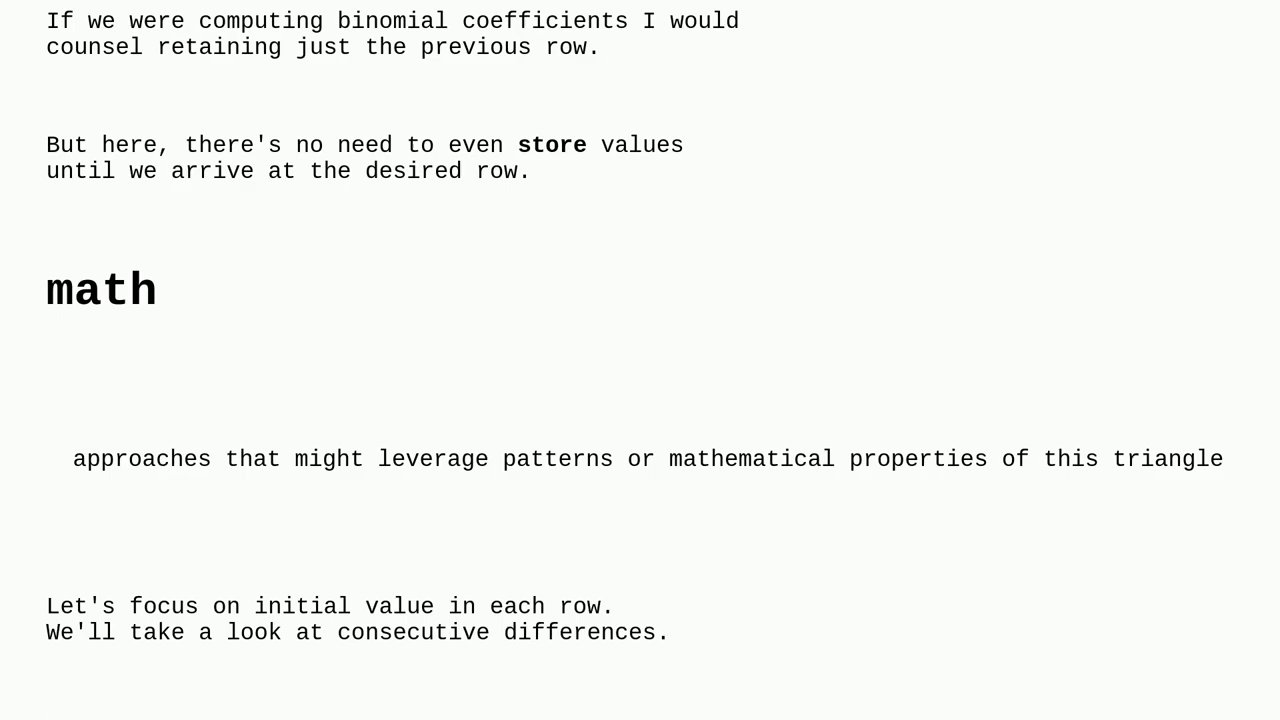 If we were computing binomial coefficients I would
counsel retaining just the previous row.
But here, there's no need to even store values
until we arrive at the desired row.
math
approaches that might leverage patterns or mathematical properties of this triangle
Let's focus on initial value in each row.
We'll take a look at consecutive differences.